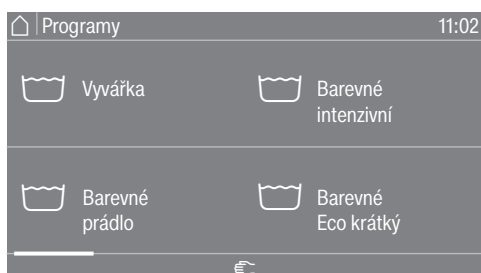 Programy 11:02
Vyvářka
Barevné
intenzivní
Barevné
prádlo
Barevné
Eco krátký